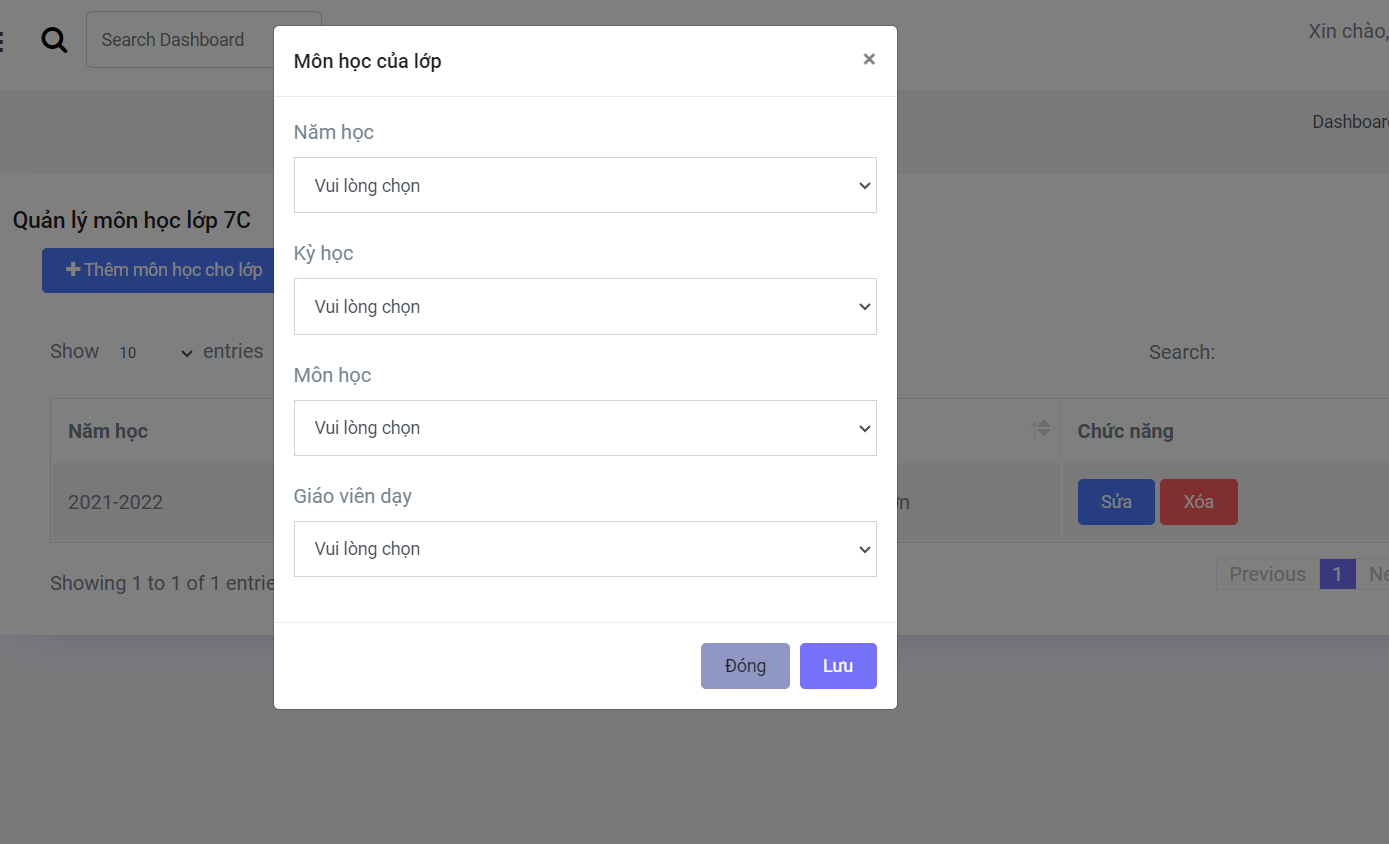 Search Dashboard
Xin chào,
Môn học của lớp
×
Dashboard
Năm học
Vui lòng chọn
Quản lý môn học lớp 7C
Thêm môn học cho lớp
Kỳ học
Vui lòng chọn
Show 10 entries
Search:
Môn học
Vui lòng chọn
Năm học
Chức năng
Giáo viên dạy
2021-2022
Sửa
Xóa
Vui lòng chọn
Showing 1 to 1 of 1
Previous
1
Đóng
Lưu